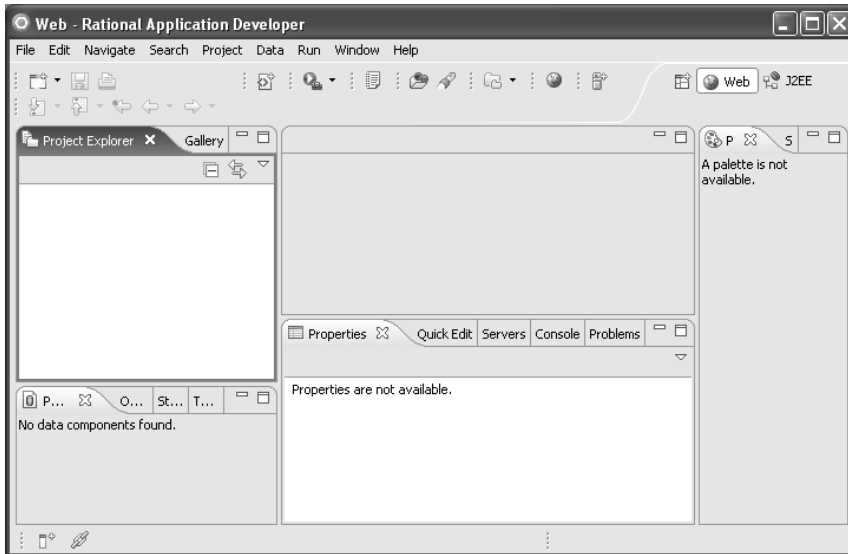 Web - Rational Application Developer
File Edit Navigate Search Project Data Run Window Help
Web J2EE
Project Explorer Gallery
P S
A palette is not
available.
Properties Quick Edit Servers Console Problems
Properties are not available.
P... O... St... T...
No data components found.